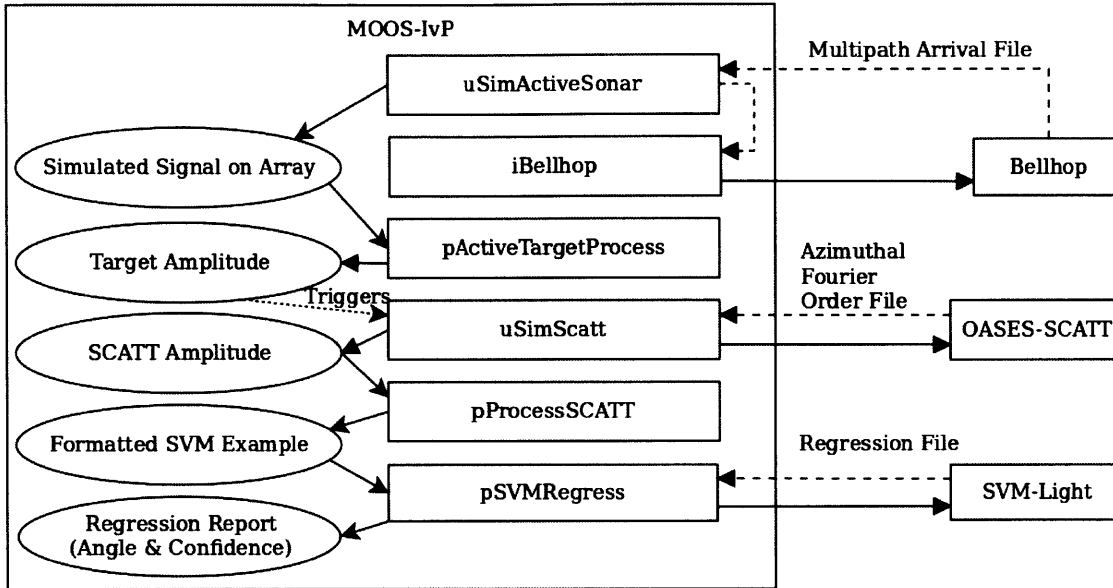 MOOS-IvP
Multipath Arrival File
uSimActiveSonar
Simulated Signal on Array
iBellhop
Bellhop
pActiveTargetProcess
Target Amplitude
Azimuthal
Fourier
Order File
Triggers
uSimScatt
OASES-SCATT
SCATT Amplitude
pProcessSCATT
Formatted SVM Example
Regression File
pSVMRegress
SVM-Light
Regression Report
(Angle & Confidence)